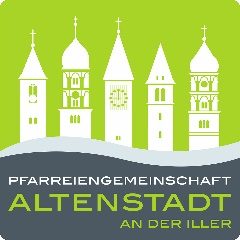 PFARREIENGEMEINSCHAFT
ALTENSTADT
AN DER ILLER